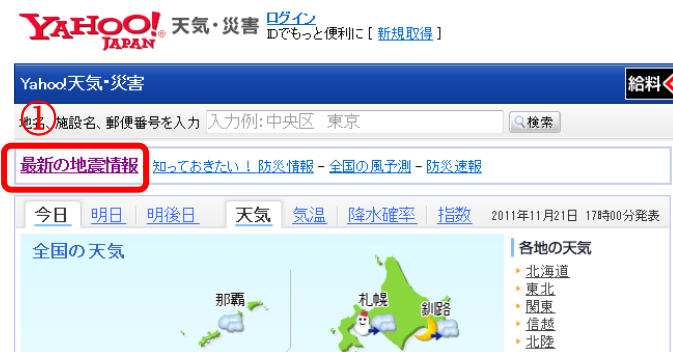 YAHOO! JAPAN 天気・災害 ログイン
IDでもっと便利に [ 新規取得 ]
Yahoo!天気・災害
給料
①
地名、施設名、郵便番号を入力 入力例: 中央区 東京 検索
最新の地震情報 - 知っておきたい！防災情報 - 全国の風予測 - 防災速報
今日 明日 明後日 天気 気温 降水確率 指数 2011年11月21日 17時00分発表
全国の天気
各地の天気
那覇 札幌 釧路
北海道
東北
関東
信越
北陸